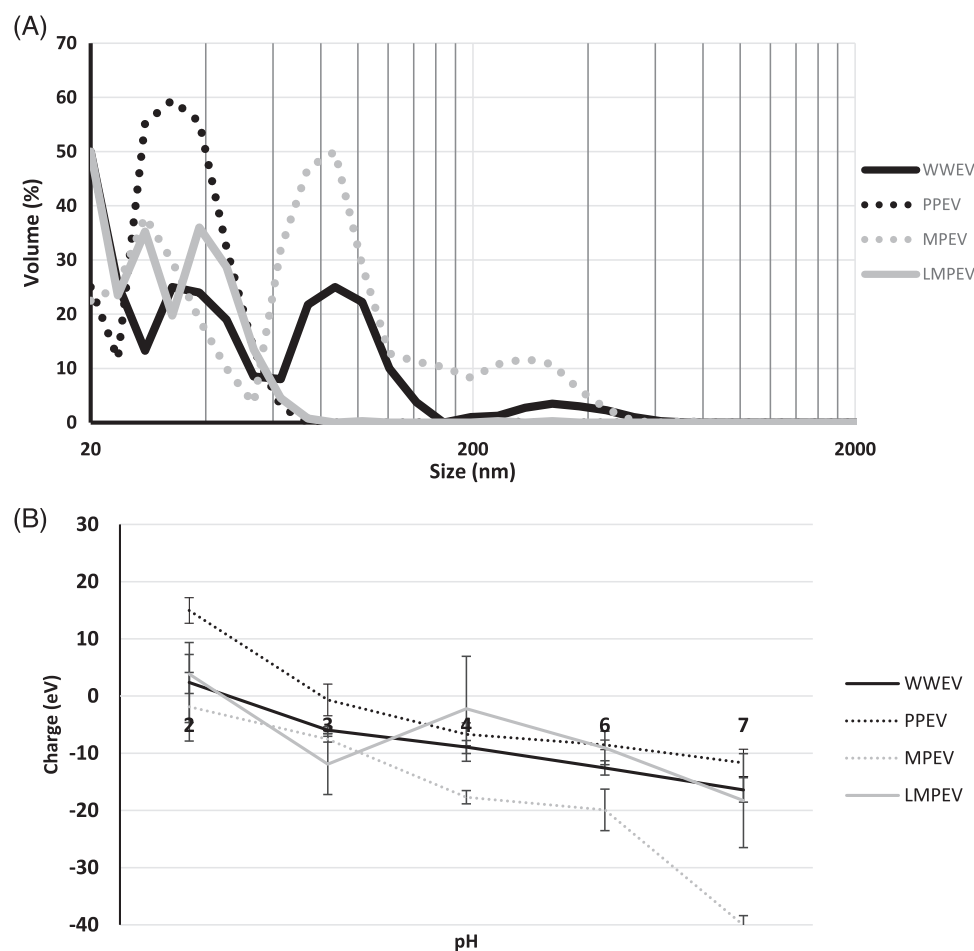 (A)
70
60
50
40
30
20
10
0
Volume (%)
20
200
2000
Size (nm)
WWEV
PPEV
MPEV
LMPEV
(B)
30
20
10
0
-10
-20
-30
-40
Charge (eV)
2
3
4
6
7
pH
WWEV
PPEV
MPEV
LMPEV